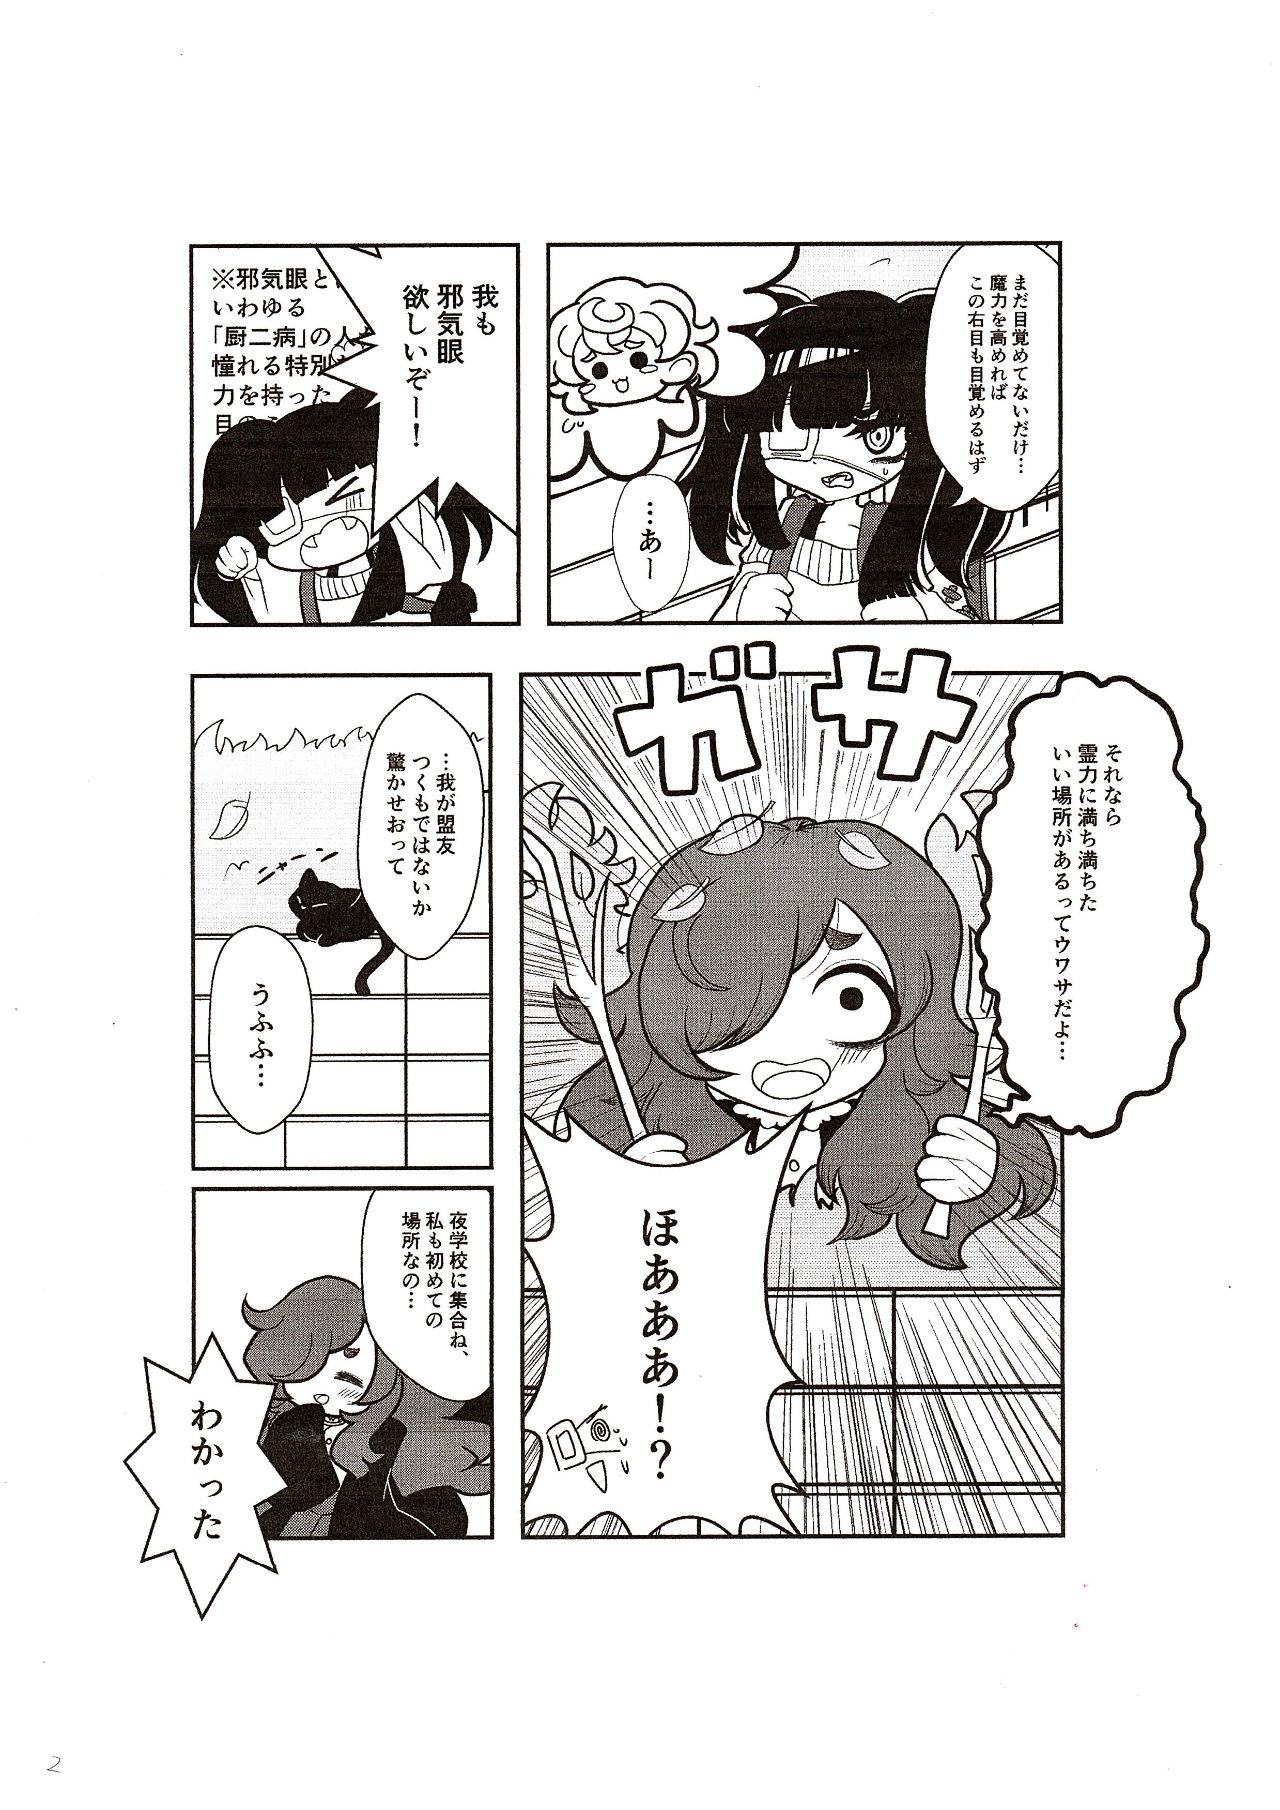 まだ目覚めてないだけ…
魔力を高めれば
この右目も目覚めるはず
…あー
我も
邪気眼
欲しいぞー！
※邪気眼と
いわゆる
「厨二病」の人
憧れる特別
力を持った
それなら
霊力に満ち満ちた
いい場所があるってウワサだよ…
ガサ
ほあああ！？
…我が盟友
つくもではないか
驚かせおって
うふふ…
夜学校に集合ね、
私も初めての
場所なの…
わかった
2